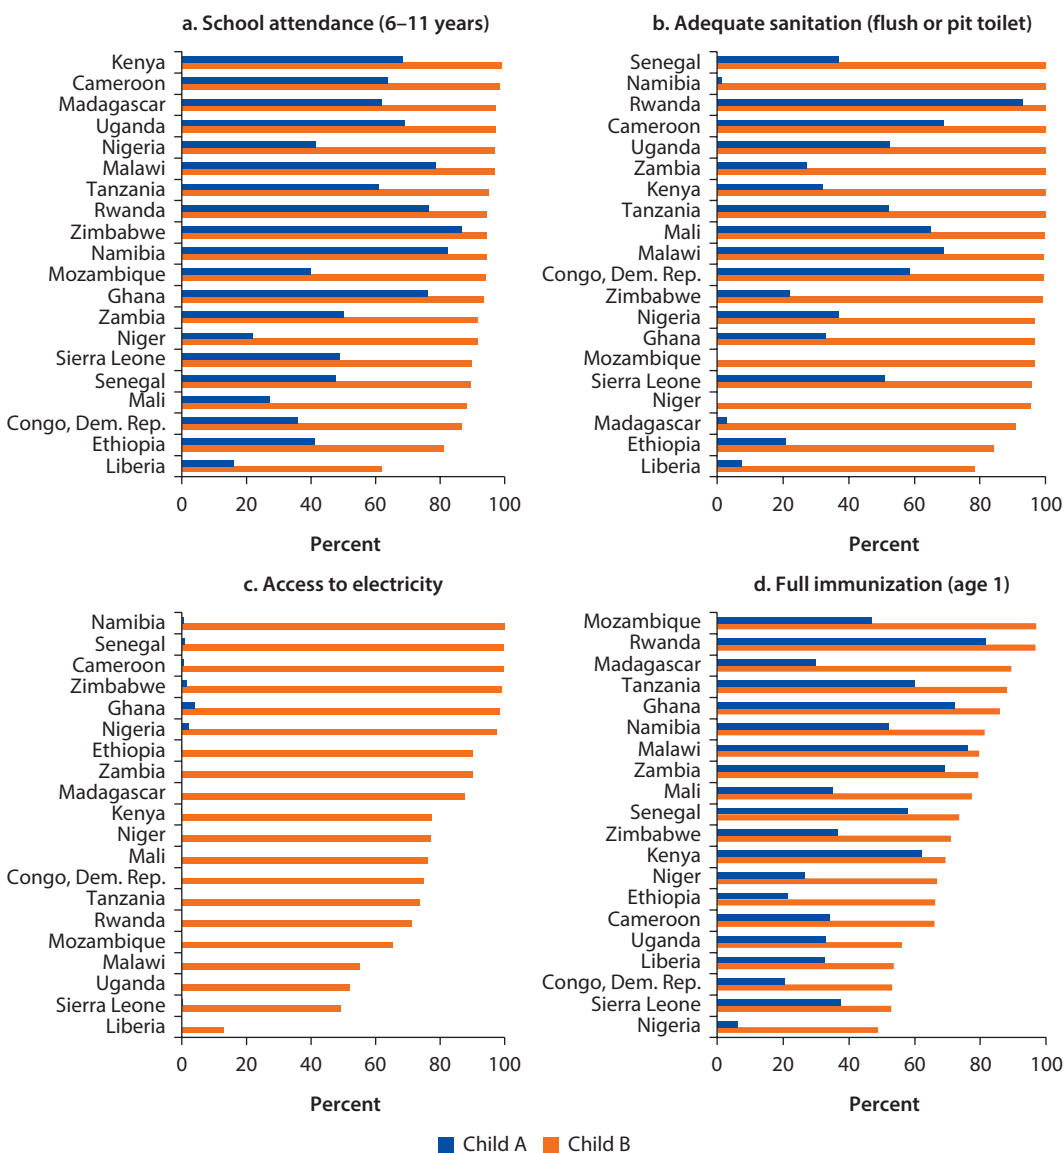 a. School attendance (6–11 years)
Kenya
Cameroon
Madagascar
Uganda
Nigeria
Malawi
Tanzania
Rwanda
Zimbabwe
Namibia
Mozambique
Ghana
Zambia
Niger
Sierra Leone
Senegal
Mali
Congo, Dem. Rep.
Ethiopia
Liberia
0 20 40 60 80 100
Percent
b. Adequate sanitation (flush or pit toilet)
Senegal
Namibia
Rwanda
Cameroon
Uganda
Zambia
Kenya
Tanzania
Mali
Malawi
Congo, Dem. Rep.
Zimbabwe
Nigeria
Ghana
Mozambique
Sierra Leone
Niger
Madagascar
Ethiopia
Liberia
0 20 40 60 80 100
Percent
c. Access to electricity
Namibia
Senegal
Cameroon
Zimbabwe
Ghana
Nigeria
Ethiopia
Zambia
Madagascar
Kenya
Niger
Mali
Congo, Dem. Rep.
Tanzania
Rwanda
Mozambique
Malawi
Uganda
Sierra Leone
Liberia
0 20 40 60 80 100
Percent
d. Full immunization (age 1)
Mozambique
Rwanda
Madagascar
Tanzania
Ghana
Namibia
Malawi
Zambia
Mali
Senegal
Zimbabwe
Kenya
Niger
Ethiopia
Cameroon
Uganda
Liberia
Congo, Dem. Rep.
Sierra Leone
Nigeria
0 20 40 60 80 100
Percent
Child A Child B